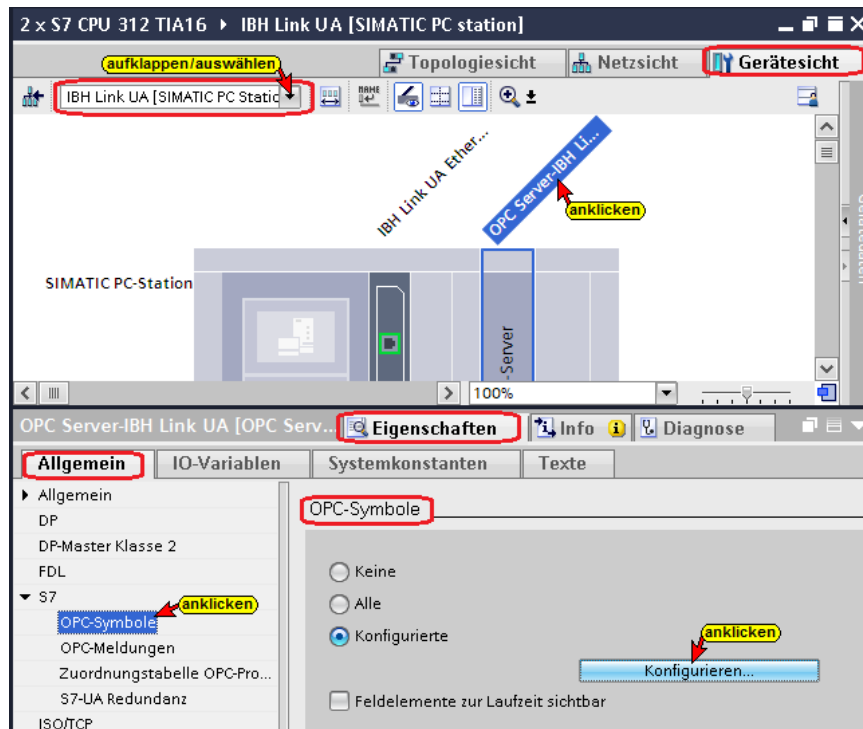 2 x S7 CPU 312 TIA16 ▸ IBH Link UA [SIMATIC PC station]
aufklappen/auswählen
Topologiesicht
Netzsicht
Gerätesicht
IBH Link UA [SIMATIC PC Static
NAME
IBH Link UA Ether...
OPC Server-IBH Li...
anklicken
SIMATIC PC-Station
-Server
100%
OPC Server-IBH Link UA [OPC Serv...
Eigenschaften
Info
Diagnose
Allgemein
IO-Variablen
Systemkonstanten
Texte
Allgemein
DP
DP-Master Klasse 2
FDL
S7
OPC-Symbole
anklicken
OPC-Meldungen
Zuordnungstabelle OPC-Pro...
S7-UA Redundanz
ISO/TCP
OPC-Symbole
Keine
Alle
Konfigurierte
anklicken
Konfigurieren...
Feldelemente zur Laufzeit sichtbar